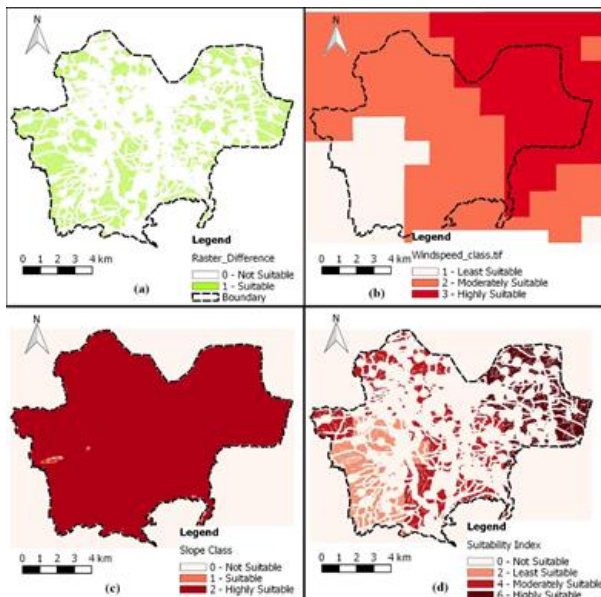 Legend
Raster_Difference
0 - Not Suitable
1 - Suitable
Boundary
0 1 2 3 4 km
(a)
Legend
Windspeed_class.tif
1 - Least Suitable
2 - Moderately Suitable
3 - Highly Suitable
0 1 2 3 4 km
(b)
Legend
Slope Class
0 - Not Suitable
1 - Suitable
2 - Highly Suitable
0 1 2 3 4 km
(c)
Legend
Suitability Index
0 - Not Suitable
2 - Least Suitable
4 - Moderately Suitable
6 - Highly Suitable
0 1 2 3 4 km
(d)